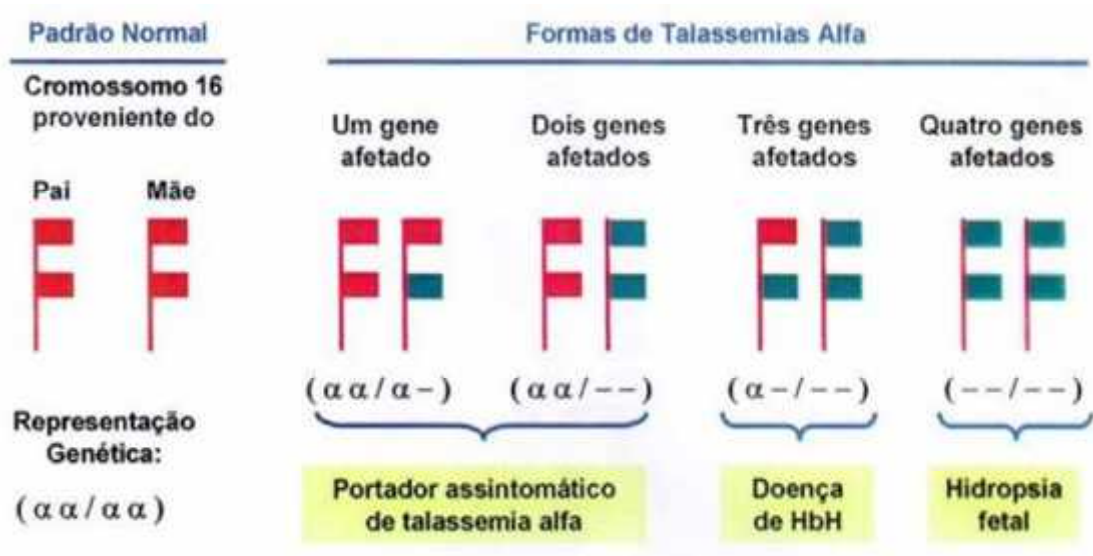 Padrão Normal
Cromossomo 16
proveniente do
Pai Mãe
Representação
Genética:
(αα/αα)
Formas de Talassemias Alfa
Um gene
afetado
Dois genes
afetados
Três genes
afetados
Quatro genes
afetados
(αα/α-)
(αα/--)
(α-/--)
(--/--)
Portador assintomático
de talassemia alfa
Doença
de HbH
Hidropsia
fetal